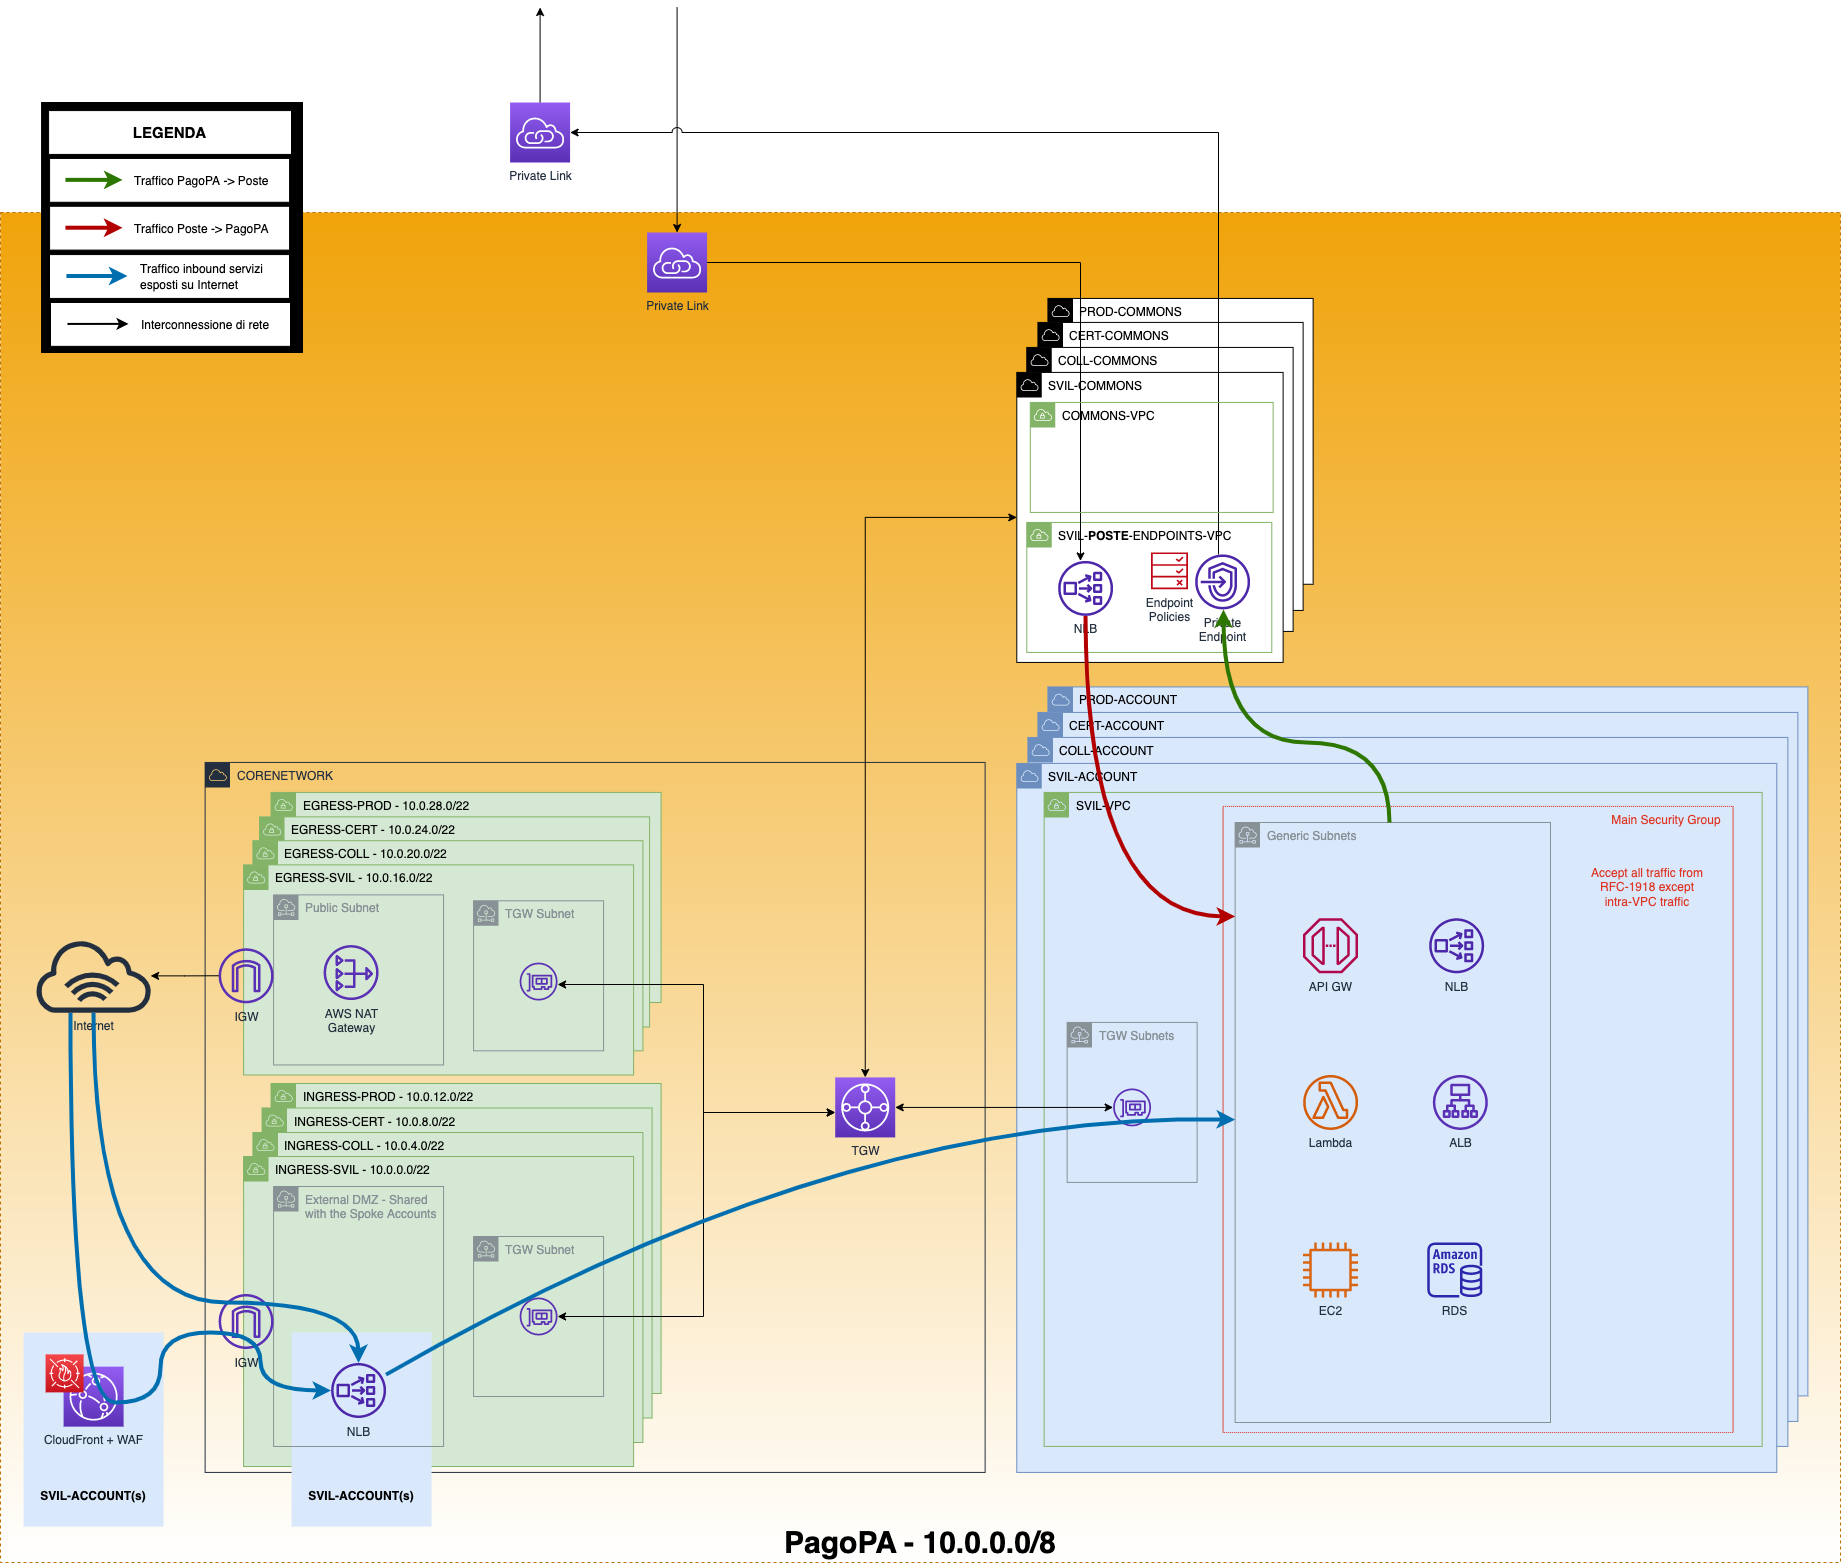 LEGENDA
Traffico PagoPA -> Poste
Traffico Poste -> PagoPA
Traffico inbound servizi
esposti su Internet
Interconnessione di rete
Private Link
Private Link
PROD-COMMONS
CERT-COMMONS
COLL-COMMONS
SVIL-COMMONS
COMMONS-VPC
SVIL-POSTE-ENDPOINTS-VPC
NLB
Endpoint
Policies
Private
Endpoint
PROD-ACCOUNT
CERT-ACCOUNT
COLL-ACCOUNT
SVIL-ACCOUNT
SVIL-VPC
Main Security Group
Generic Subnets
Accept all traffic from
RFC-1918 except
intra-VPC traffic
API GW
NLB
TGW Subnets
Lambda
ALB
EC2
Amazon
RDS
RDS
CORENETWORK
EGRESS-PROD - 10.0.28.0/22
EGRESS-CERT - 10.0.24.0/22
EGRESS-COLL - 10.0.20.0/22
EGRESS-SVIL - 10.0.16.0/22
Public Subnet
TGW Subnet
Internet
IGW
AWS NAT
Gateway
INGRESS-PROD - 10.0.12.0/22
INGRESS-CERT - 10.0.8.0/22
INGRESS-COLL - 10.0.4.0/22
INGRESS-SVIL - 10.0.0.0/22
External DMZ - Shared
with the Spoke Accounts
TGW Subnet
TGW
IGW
NLB
CloudFront + WAF
SVIL-ACCOUNT(s)
SVIL-ACCOUNT(s)
PagoPA - 10.0.0.0/8